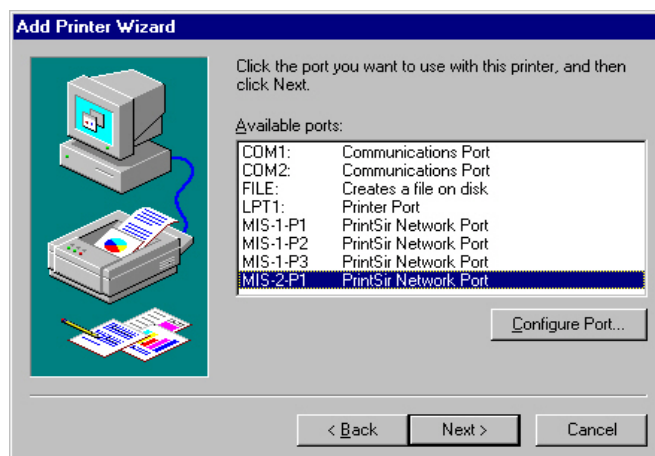 Add Printer Wizard
Click the port you want to use with this printer, and then
click Next.
Available ports:
COM1: Communications Port
COM2: Communications Port
FILE: Creates a file on disk
LPT1: Printer Port
MIS-1-P1 PrintSir Network Port
MIS-1-P2 PrintSir Network Port
MIS-1-P3 PrintSir Network Port
MIS-2-P1 PrintSir Network Port
Configure Port...
< Back Next > Cancel